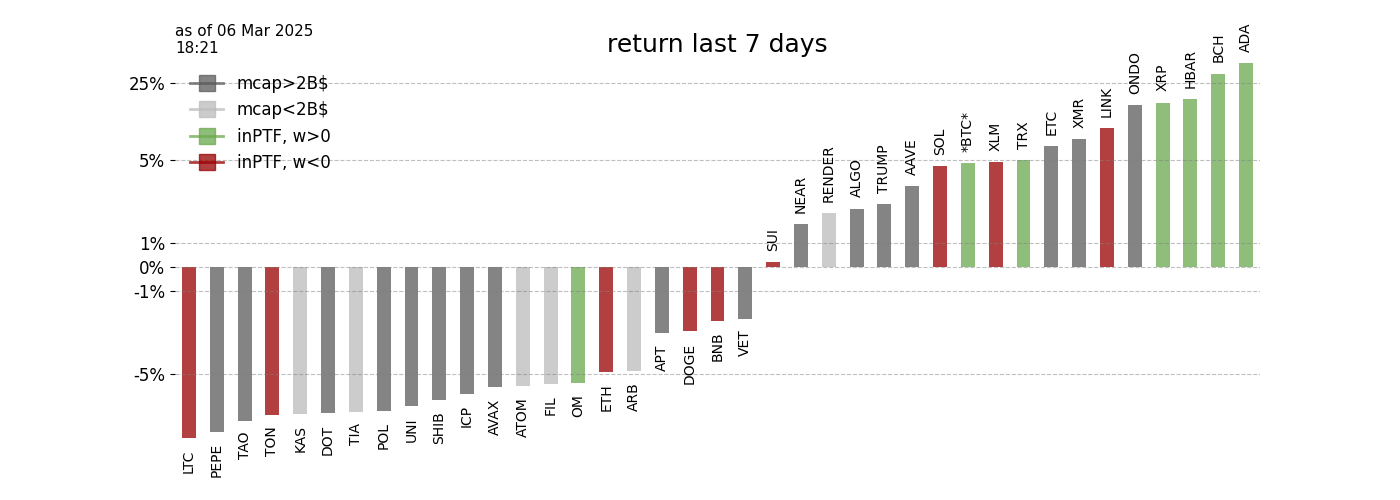 as of 06 Mar 2025
18:21
return last 7 days
mcap>2B$
mcap<2B$
inPTF, w>0
inPTF, w<0
25%
5%
1%
0%
-1%
-5%
LTC
PEPE
TAO
TON
KAS
DOT
TIA
POL
UNI
SHIB
ICP
AVAX
ATOM
FIL
OM
ETH
ARB
APT
DOGE
BNB
VET
SUI
NEAR
RENDER
ALGO
TRUMP
AAVE
SOL
*BTC*
XLM
TRX
ETC
XMR
LINK
ONDO
XRP
HBAR
BCH
ADA